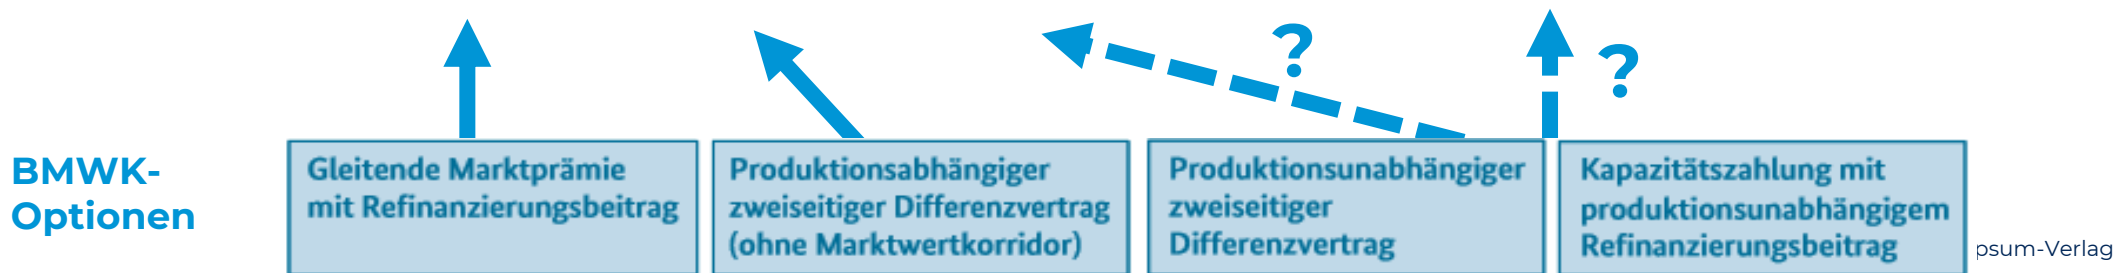 ?
?
BMWK-
Optionen
Gleitende Marktprämie
mit Refinanzierungsbeitrag
Produktionsabhängiger
zweiseitiger Differenzvertrag
(ohne Marktwertkorridor)
Produktionsunabhängiger
zweiseitiger
Differenzvertrag
Kapazitätszahlung mit
produktionsunabhängigem
Refinanzierungsbeitrag
psum-Verlag